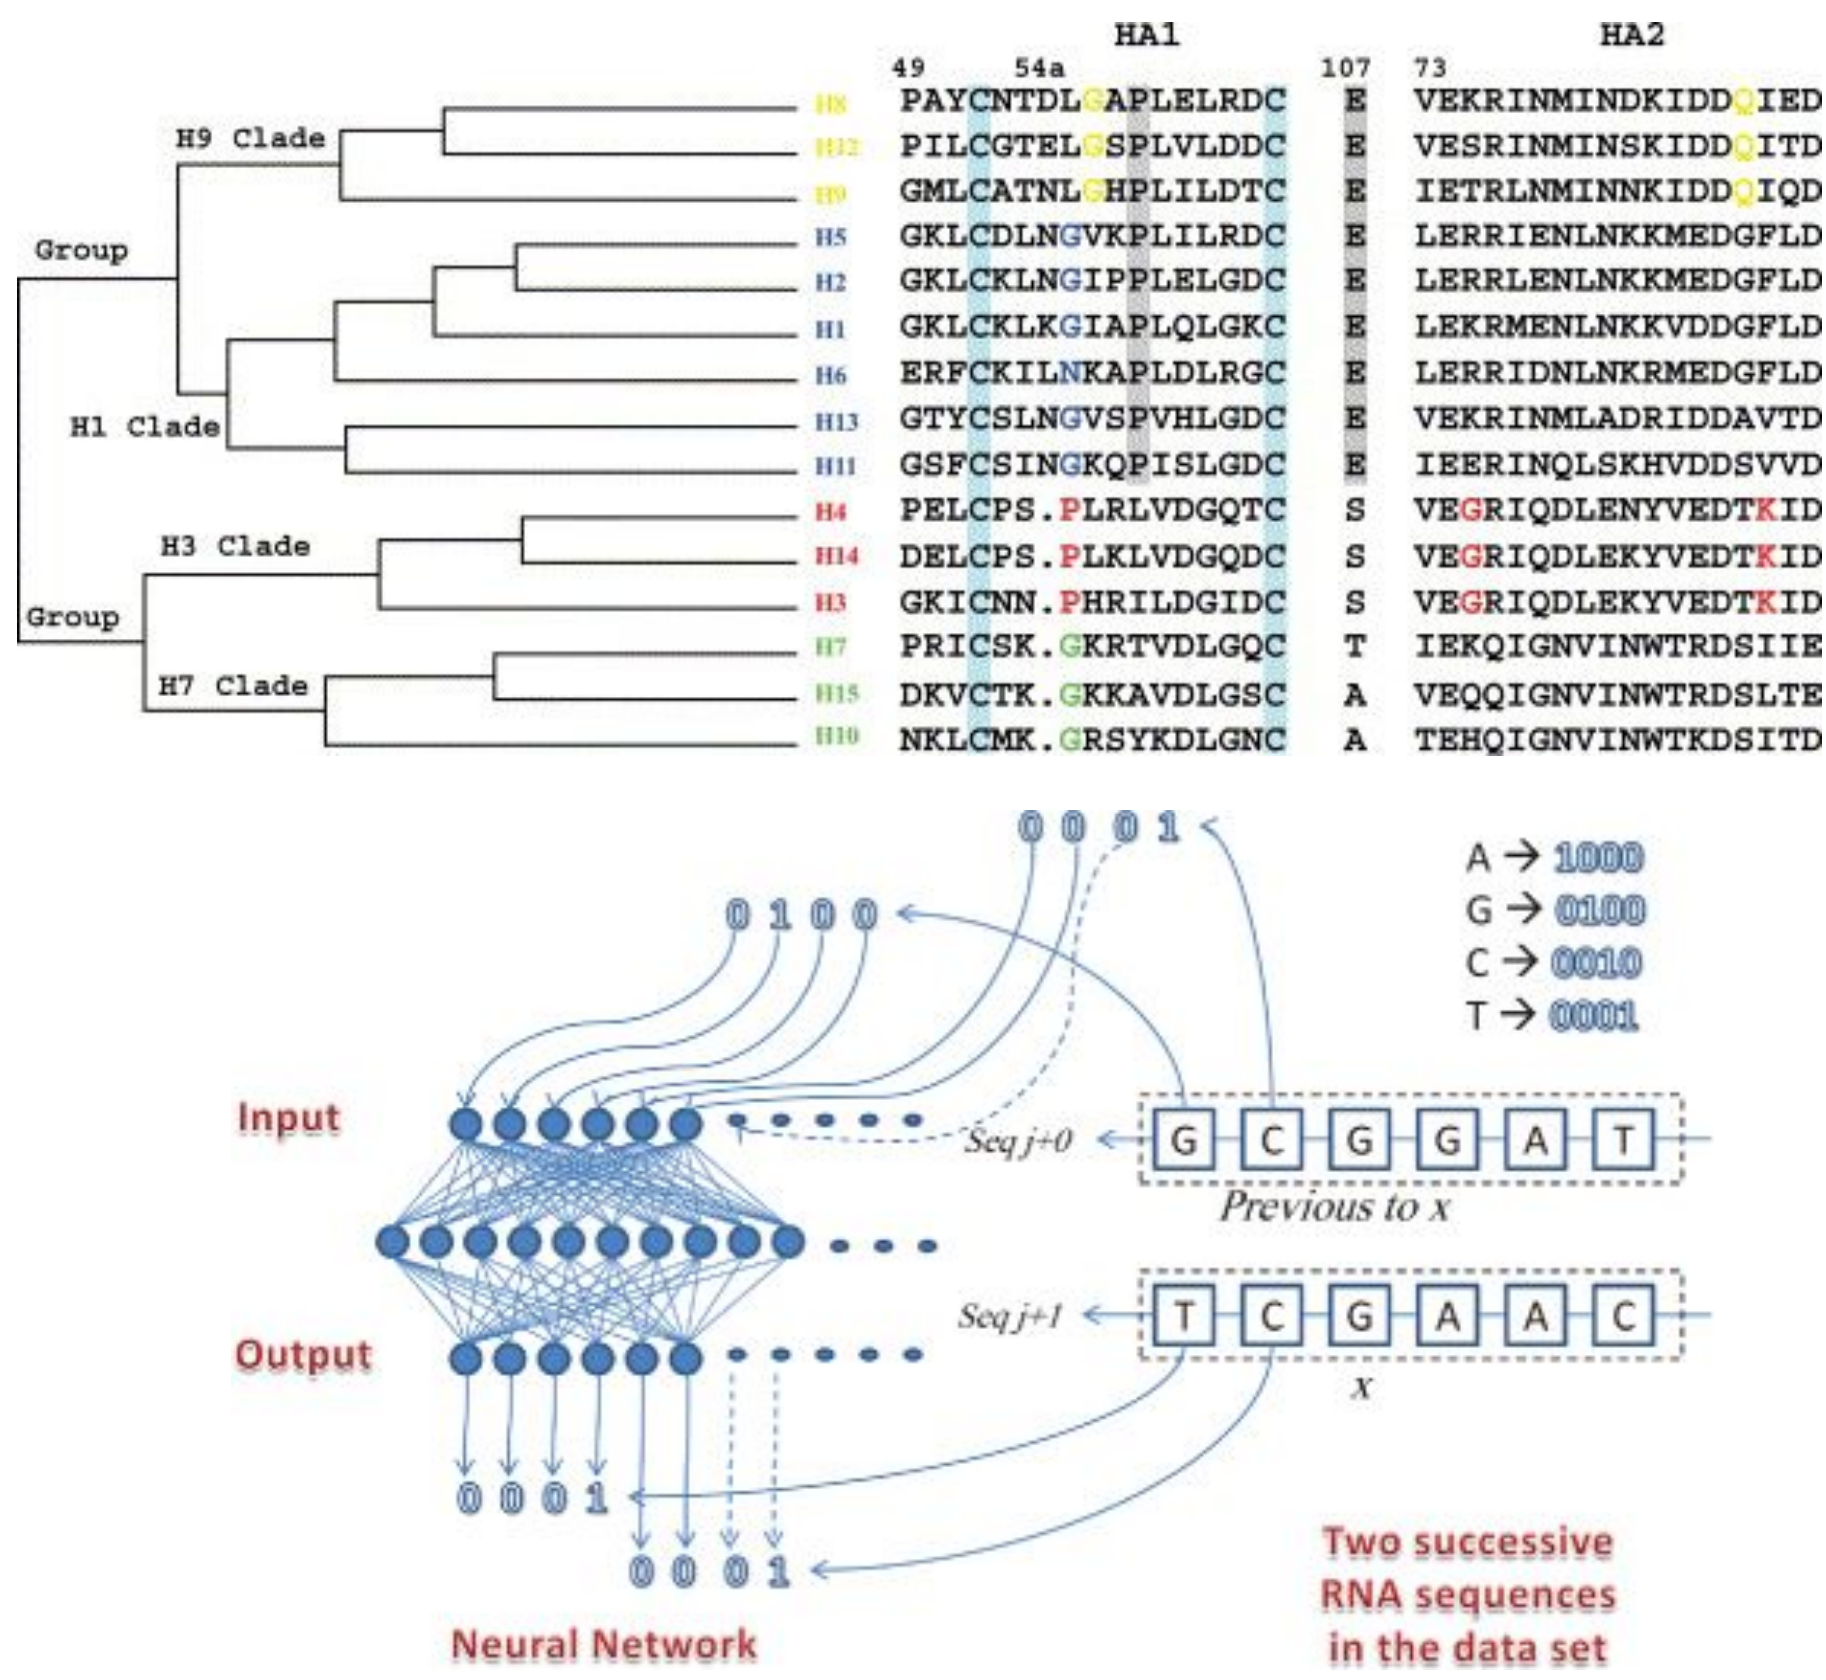 HA1 HA2
49 54a 107 73
H8 PAYCNTDLGAPLELRDC E VEKRINMINDKIDDQIED
H9 Clade
H12 PILCGTELGSPLVLDDC E VESRINMINSKIDDQITD
H9 GMLCATNLGHPLILDTC E IETRLNMINNKIDDQIQD
H5 GKLCDLNGVKPLILRDC E LERRIENLNKKMEDGFLD
Group
H2 GKLCKLNGIPPLELGDC E LERRLENLNKKMEDGFLD
H1 GKLCKLKGIAPLQLGKC E LEKRMENLNKKVDDGFLD
H6 ERFCKILNKAPLDLRGC E LERRIDNLNKRMEDGFLD
H1 Clade
H13 GTYCSLNGVSPVHLGDC E VEKRINMLADRIDDAVTD
H11 GSFCSINGKQPISLGDC E IEERINQLSKHVDDSVVD
H4 PELCPS.PLRLVDGQTC S VEGRIQDLENYVEDTKID
H3 Clade
H14 DELCPS.PLKLVDGQDC S VEGRIQDLEKYVEDTKID
H3 GKICNN.PHRILDGIDC S VEGRIQDLEKYVEDTKID
Group
H7 PRICSK.GKRTVDLGQC T IEKQIGNVINWTRDSIIE
H7 Clade
H15 DKVCTK.GKKAVDLGSC A VEQQIGNVINWTRDSLTE
H10 NKLCMK.GRSYKDLGNC A TEHQIGNVINWTKDSITD
0 0 0 1
A → 1000
0 1 0 0
G → 0100
C → 0010
T → 0001
Input
Seq j+0 G C G G A T
Previous to x
Seq j+1 T C G A A C
Output
x
0 0 0 1
0 0 0 1
Two successive
RNA sequences
in the data set
Neural Network